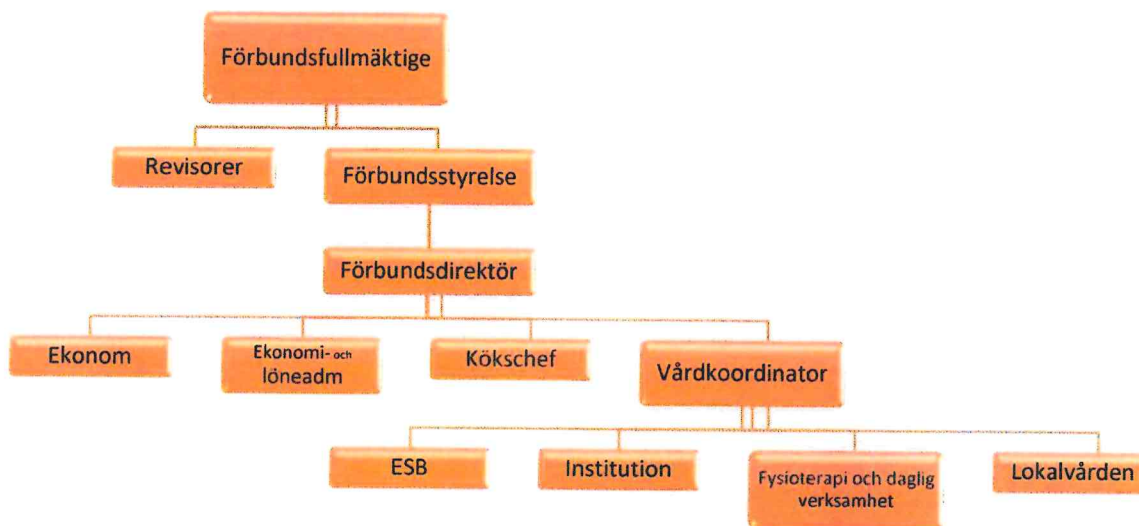 Förbundsfullmäktige
Revisorer
Förbundsstyrelse
Förbundsdirektör
Ekonom
Ekonomi- och
löneadm
Kökschef
Vårdkoordinator
ESB
Institution
Fysioterapi och daglig
verksamhet
Lokalvården